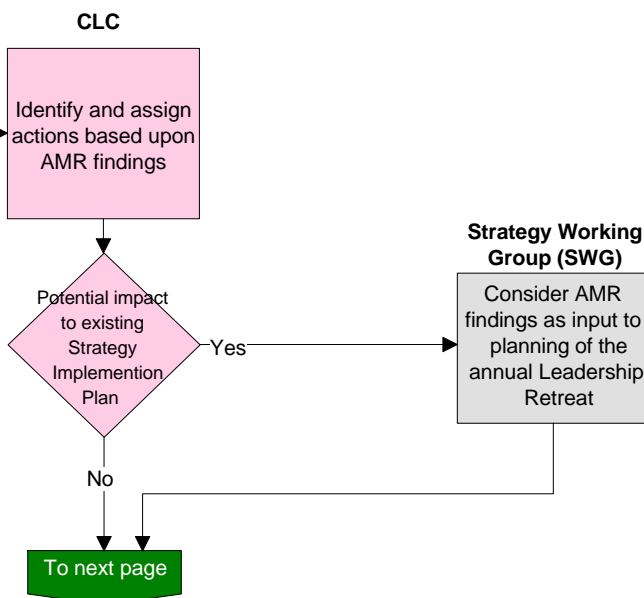 CLC
Identify and assign
actions based upon
AMR findings
Potential impact
to existing
Strategy
Implemention
Plan
Yes
No
Strategy Working
Group (SWG)
Consider AMR
findings as input to
planning of the
annual Leadership
Retreat
To next page